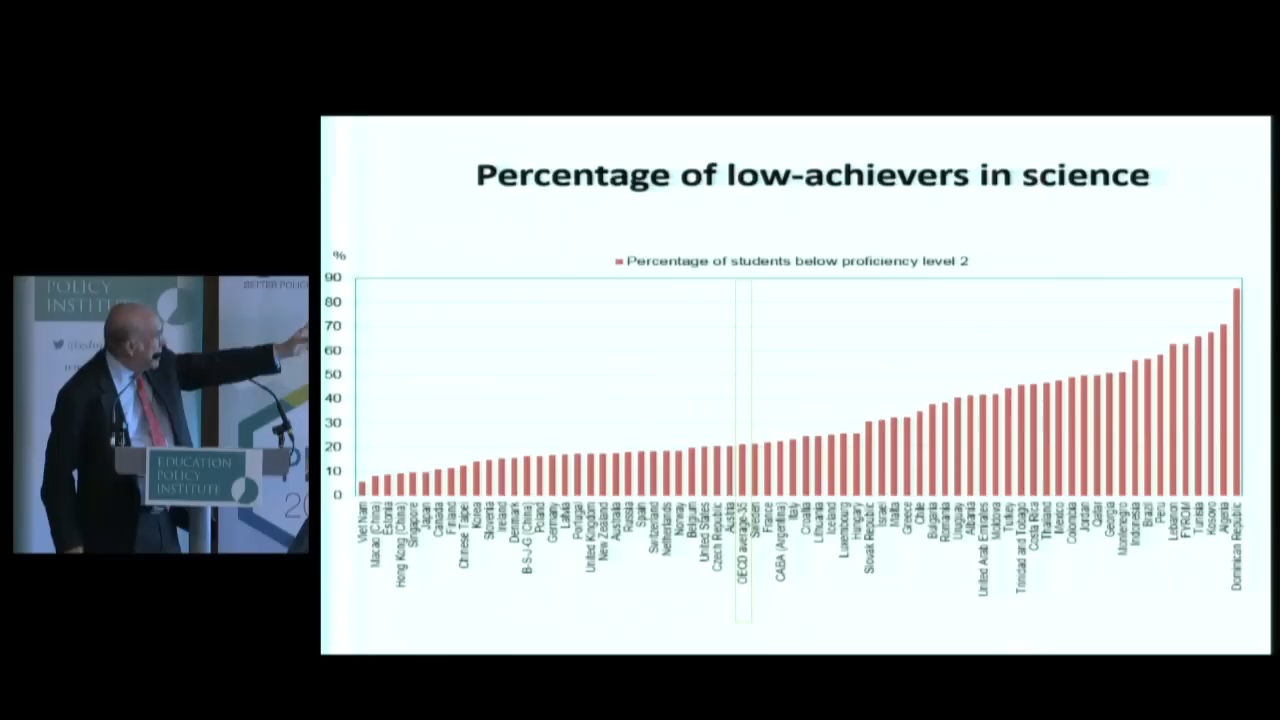 POLICY
INSTITUTE
BETTER POLIC
EDUCATION
POLICY
INSTITUTE
20
Percentage of low-achievers in science
%
Percentage of students below proficiency level 2
90
80
70
60
50
40
30
20
10
0
Viet Nam
Macao (China)
Estonia
Hong Kong (China)
Singapore
Japan
Canada
Finland
Chinese Taipei
Korea
Slovenia
Ireland
Denmark
B-S-J-G (China)
Poland
Germany
Latvia
Portugal
United Kingdom
New Zealand
Australia
Russia
Spain
Switzerland
Netherlands
Norway
Belgium
United States
Czech Republic
Austria
OECD average-35
Sweden
France
CABA (Argentina)
Italy
Croatia
Lithuania
Iceland
Luxembourg
Hungary
Slovak Republic
Israel
Malta
Greece
Chile
Bulgaria
Romania
Uruguay
Albania
United Arab Emirates
Moldova
Turkey
Trinidad and Tobago
Costa Rica
Thailand
Mexico
Colombia
Jordan
Qatar
Georgia
Montenegro
Indonesia
Brazil
Peru
Lebanon
FYROM
Tunisia
Kosovo
Algeria
Dominican Republic